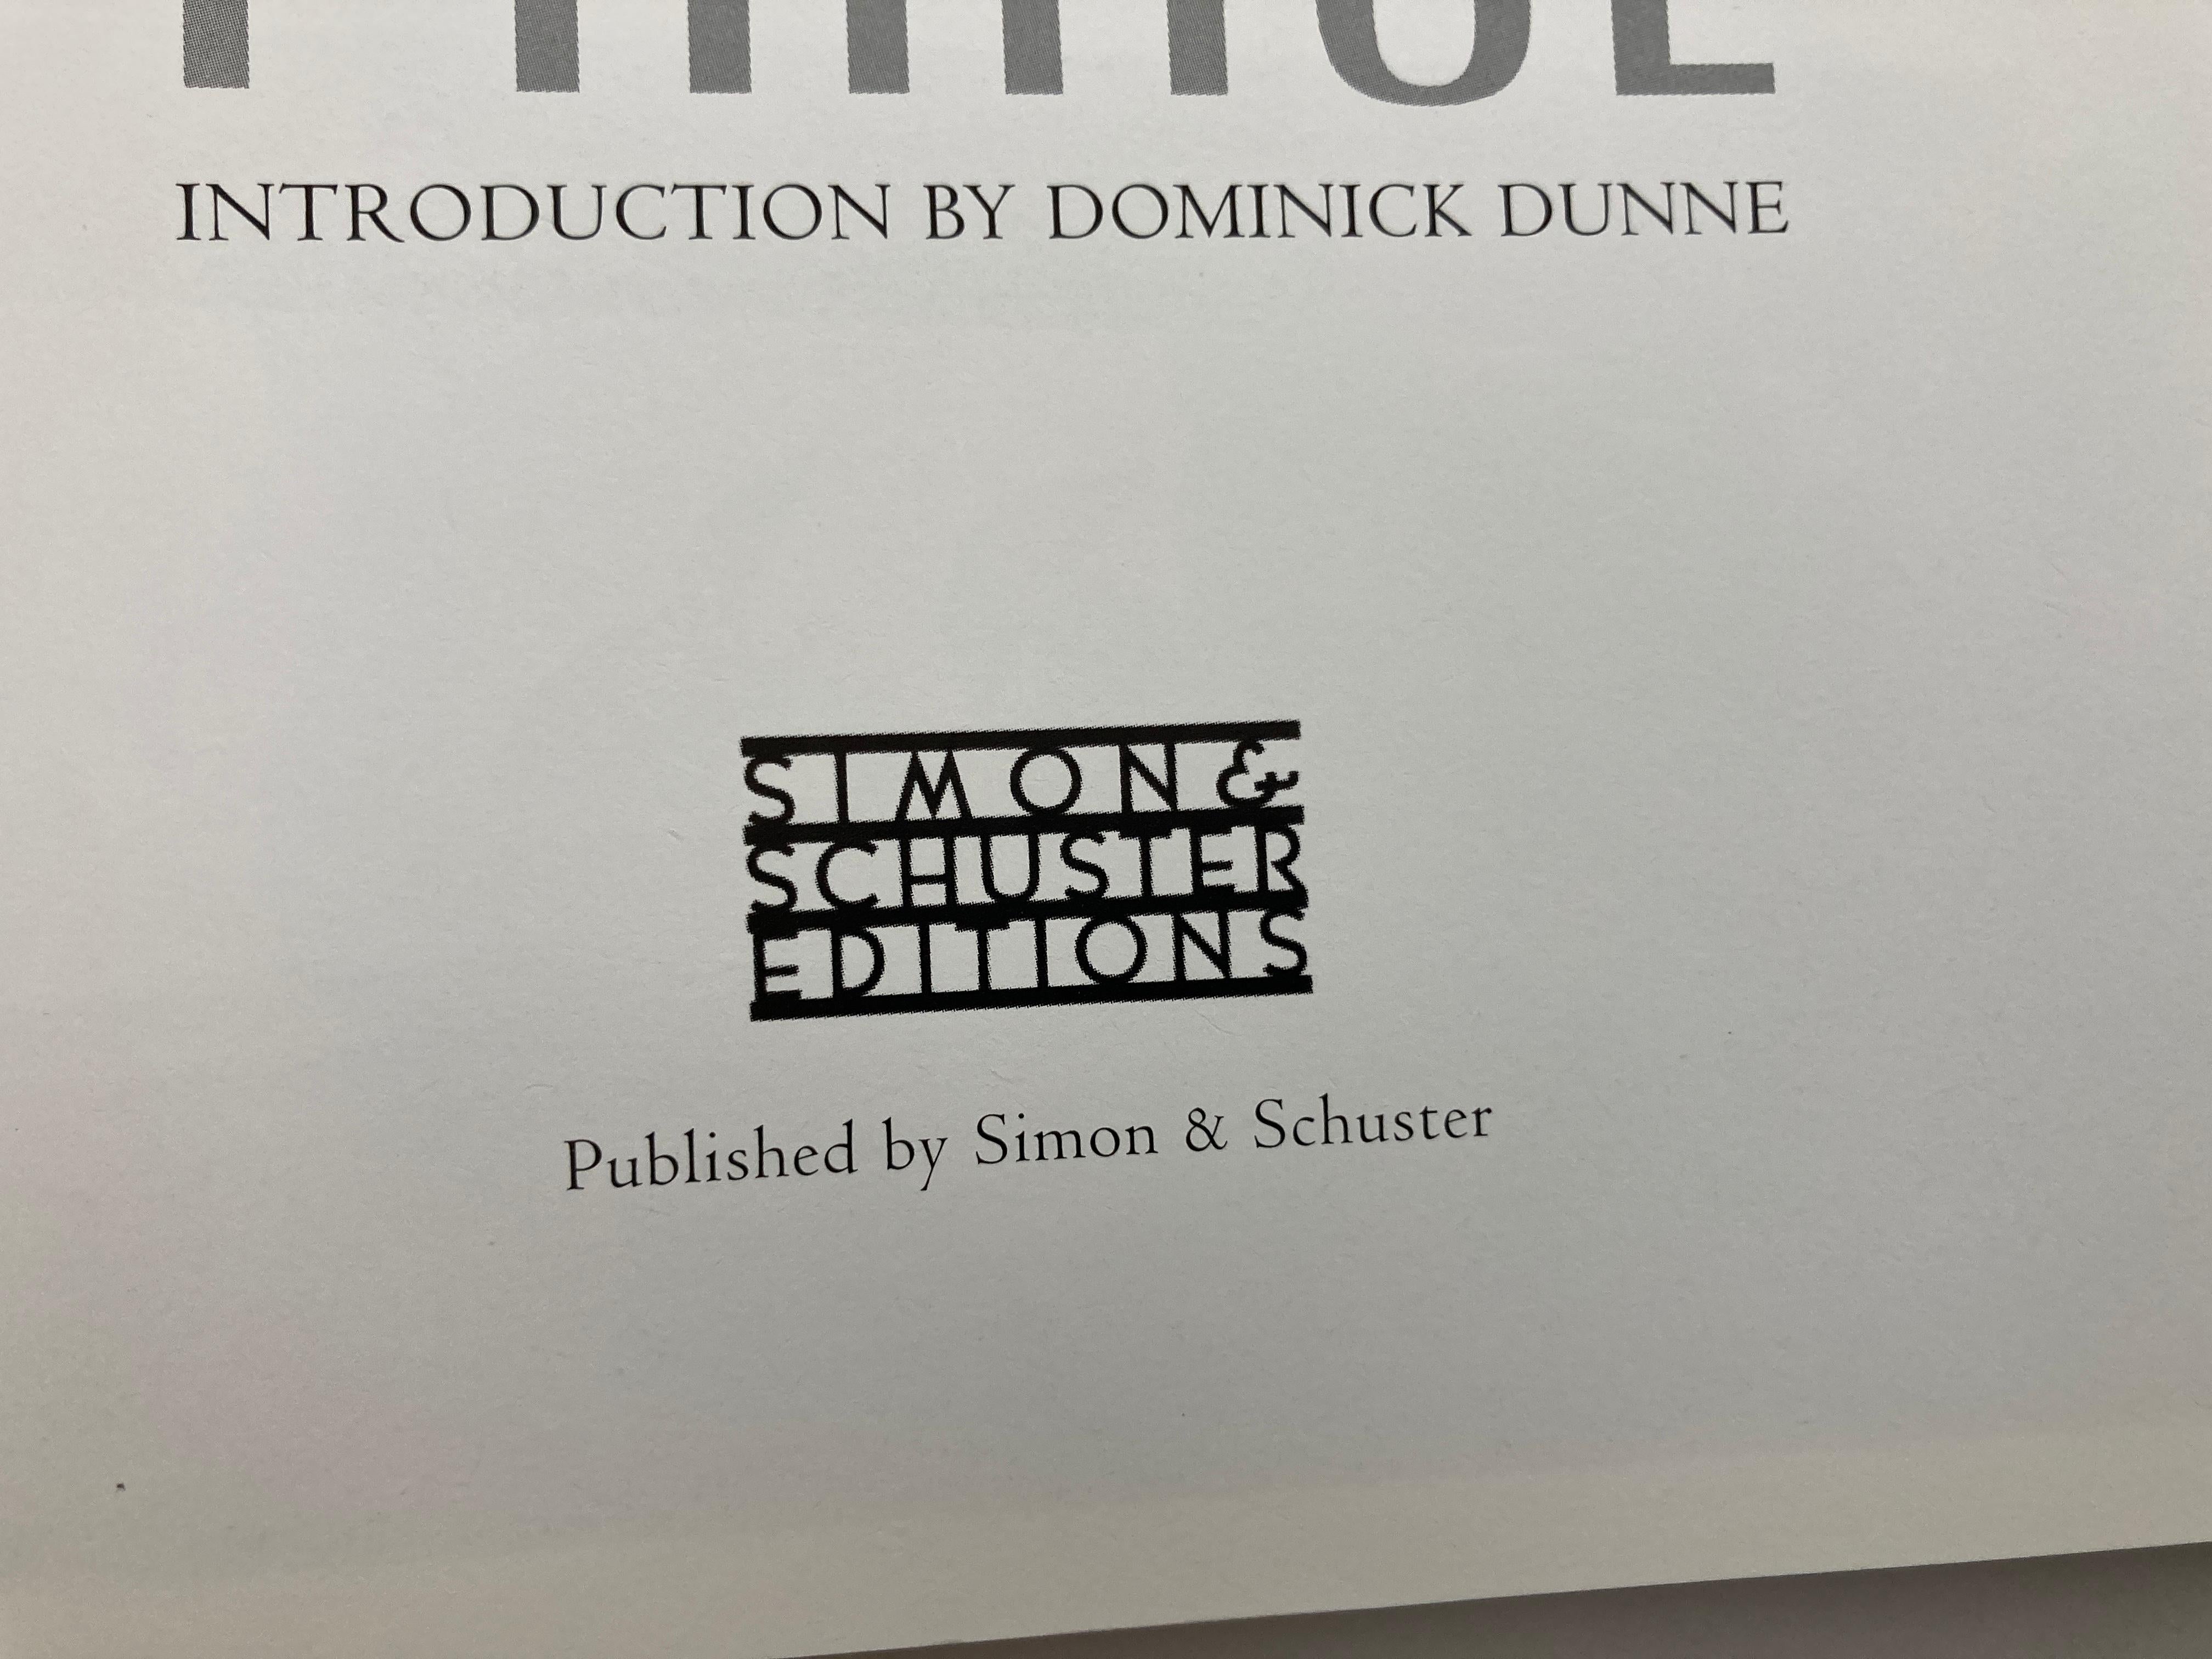 INTRODUCTION BY DOMINICK DUNNE
SIMON &
SCHUSTER
EDITIONS
Published by Simon & Schuster